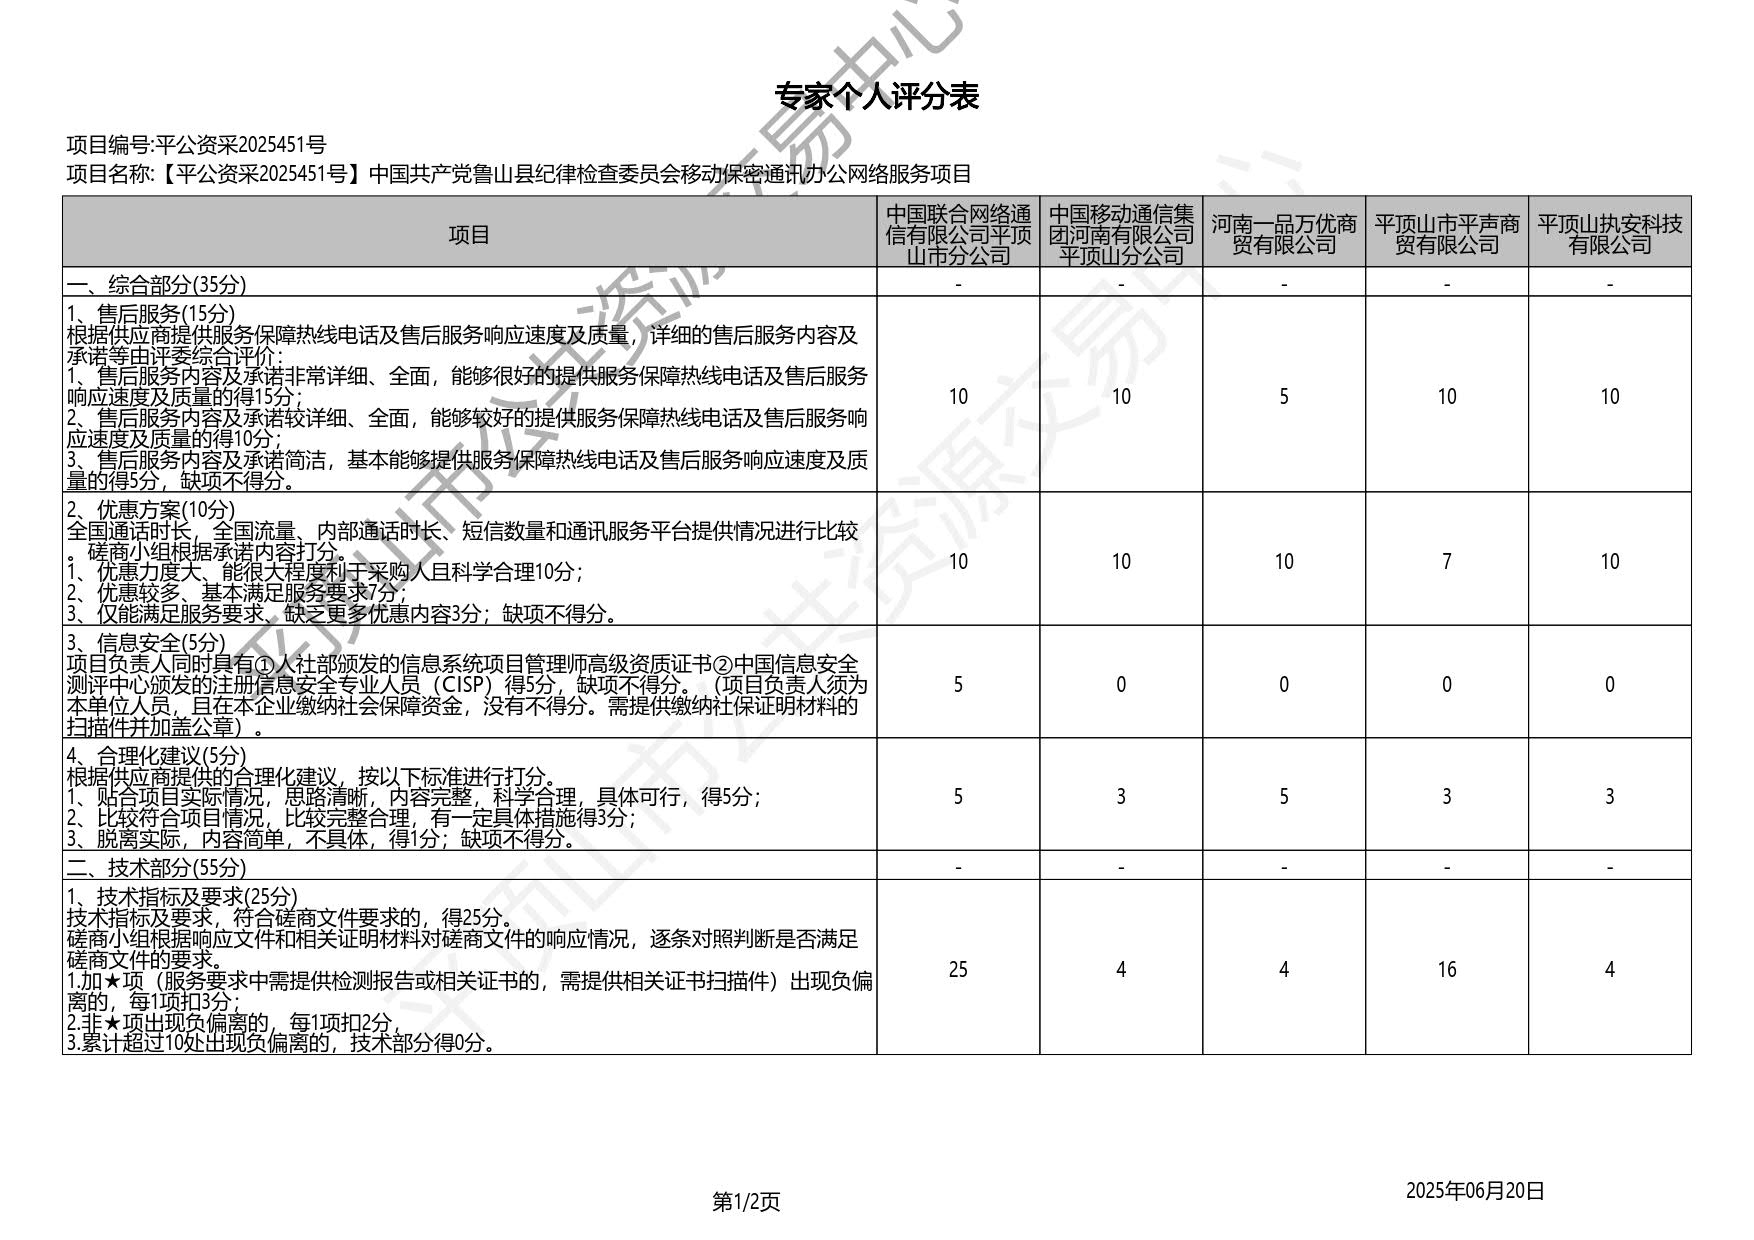 专家个人评分表
项目编号:平公资采2025451号
项目名称:【平公资采2025451号】中国共产党鲁山县纪律检查委员会移动保密通讯办公网络服务项目
项目
中国联合网络通
信有限公司平顶
山市分公司
中国移动通信集
团河南有限公司
平顶山分公司
河南一品万优商
贸有限公司
平顶山市平声商
贸有限公司
平顶山执安科技
有限公司
一、综合部分(35分)
- - - - -
1、售后服务(15分)
根据供应商提供服务保障热线电话及售后服务响应速度及质量，详细的售后服务内容及
承诺等由评委综合评价：
1、售后服务内容及承诺非常详细、全面，能够很好的提供服务保障热线电话及售后服务
响应速度及质量的得15分；
2、售后服务内容及承诺较详细、全面，能够较好的提供服务保障热线电话及售后服务响
应速度及质量的得10分；
3、售后服务内容及承诺简洁，基本能够提供服务保障热线电话及售后服务响应速度及质
量的得5分，缺项不得分。
10 10 5 10 10
2、优惠方案(10分)
全国通话时长，全国流量、内部通话时长、短信数量和通讯服务平台提供情况进行比较
。磋商小组根据承诺内容打分。
1、优惠力度大、能很大程度利于采购人且科学合理10分；
2、优惠较多、基本满足服务要求7分；
3、仅能满足服务要求、缺乏更多优惠内容3分；缺项不得分。
10 10 10 7 10
3、信息安全(5分)
项目负责人同时具有①人社部颁发的信息系统项目管理师高级资质证书②中国信息安全
测评中心颁发的注册信息安全专业人员（CISP）得5分，缺项不得分。（项目负责人须为
本单位人员，且在本企业缴纳社会保障资金，没有不得分。需提供缴纳社保证明材料的
扫描件并加盖公章）。
5 0 0 0 0
4、合理化建议(5分)
根据供应商提供的合理化建议，按以下标准进行打分。
1、贴合项目实际情况，思路清晰，内容完整，科学合理，具体可行，得5分；
2、比较符合项目情况，比较完整合理，有一定具体措施得3分；
3、脱离实际，内容简单，不具体，得1分；缺项不得分。
5 3 5 3 3
二、技术部分(55分)
- - - - -
1、技术指标及要求(25分)
技术指标及要求，符合磋商文件要求的，得25分。
磋商小组根据响应文件和相关证明材料对磋商文件的响应情况，逐条对照判断是否满足
磋商文件的要求。
1.加★项（服务要求中需提供检测报告或相关证书的，需提供相关证书扫描件）出现负偏
离的，每1项扣3分；
2.非★项出现负偏离的，每1项扣2分，
3.累计超过10处出现负偏离的，技术部分得0分。
25 4 4 16 4
第1/2页
2025年06月20日
平顶山市公共资源交易中心
平顶山市公共资源交易中心